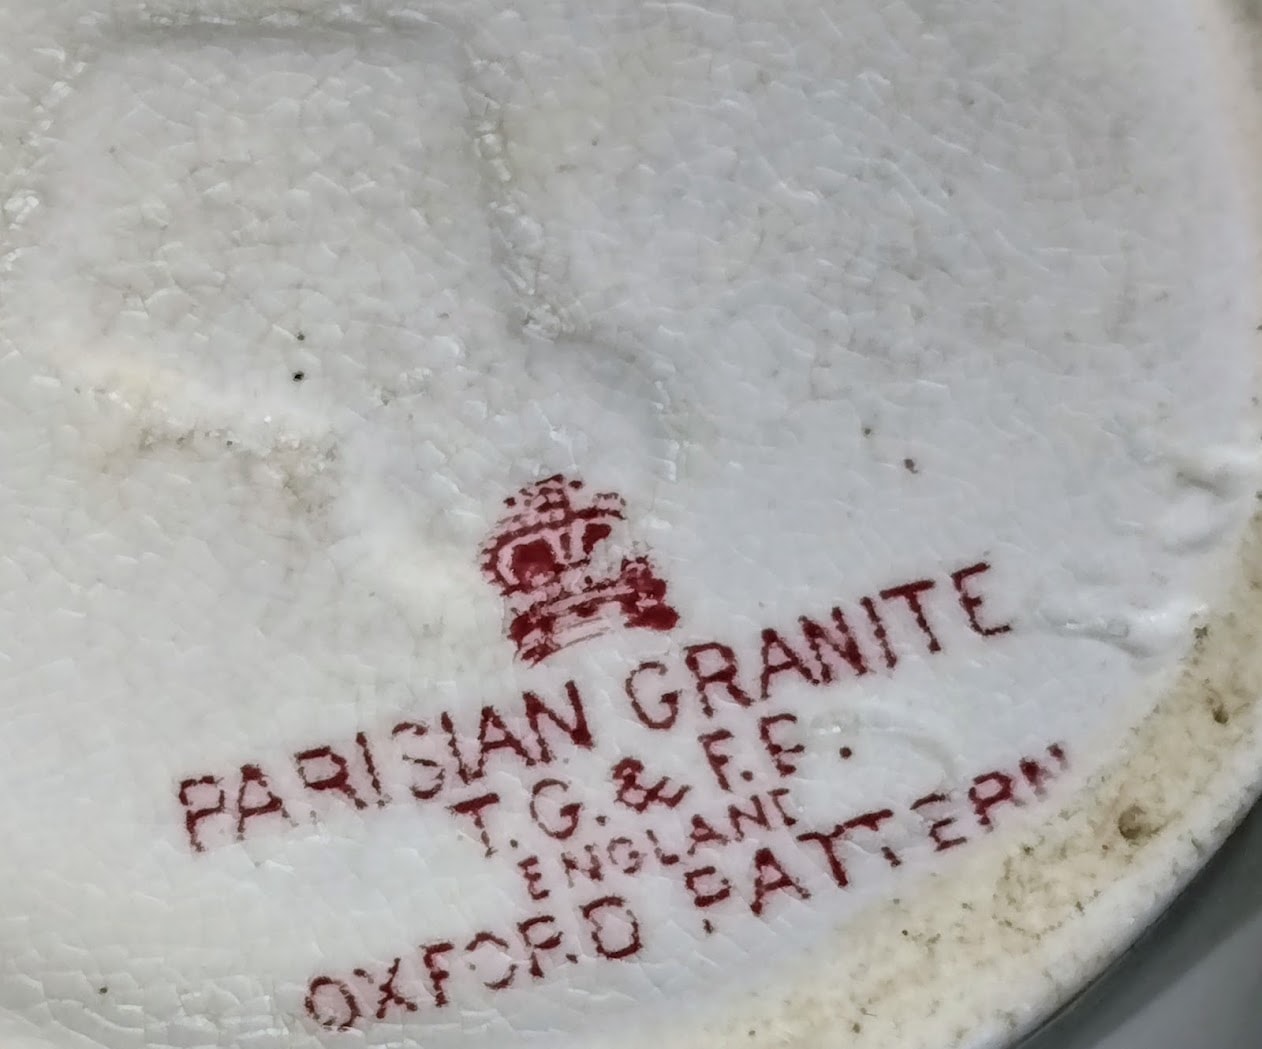 PARISIAN GRANITE
T.G. & F.F.
ENGLAND
OXFORD PATTERN